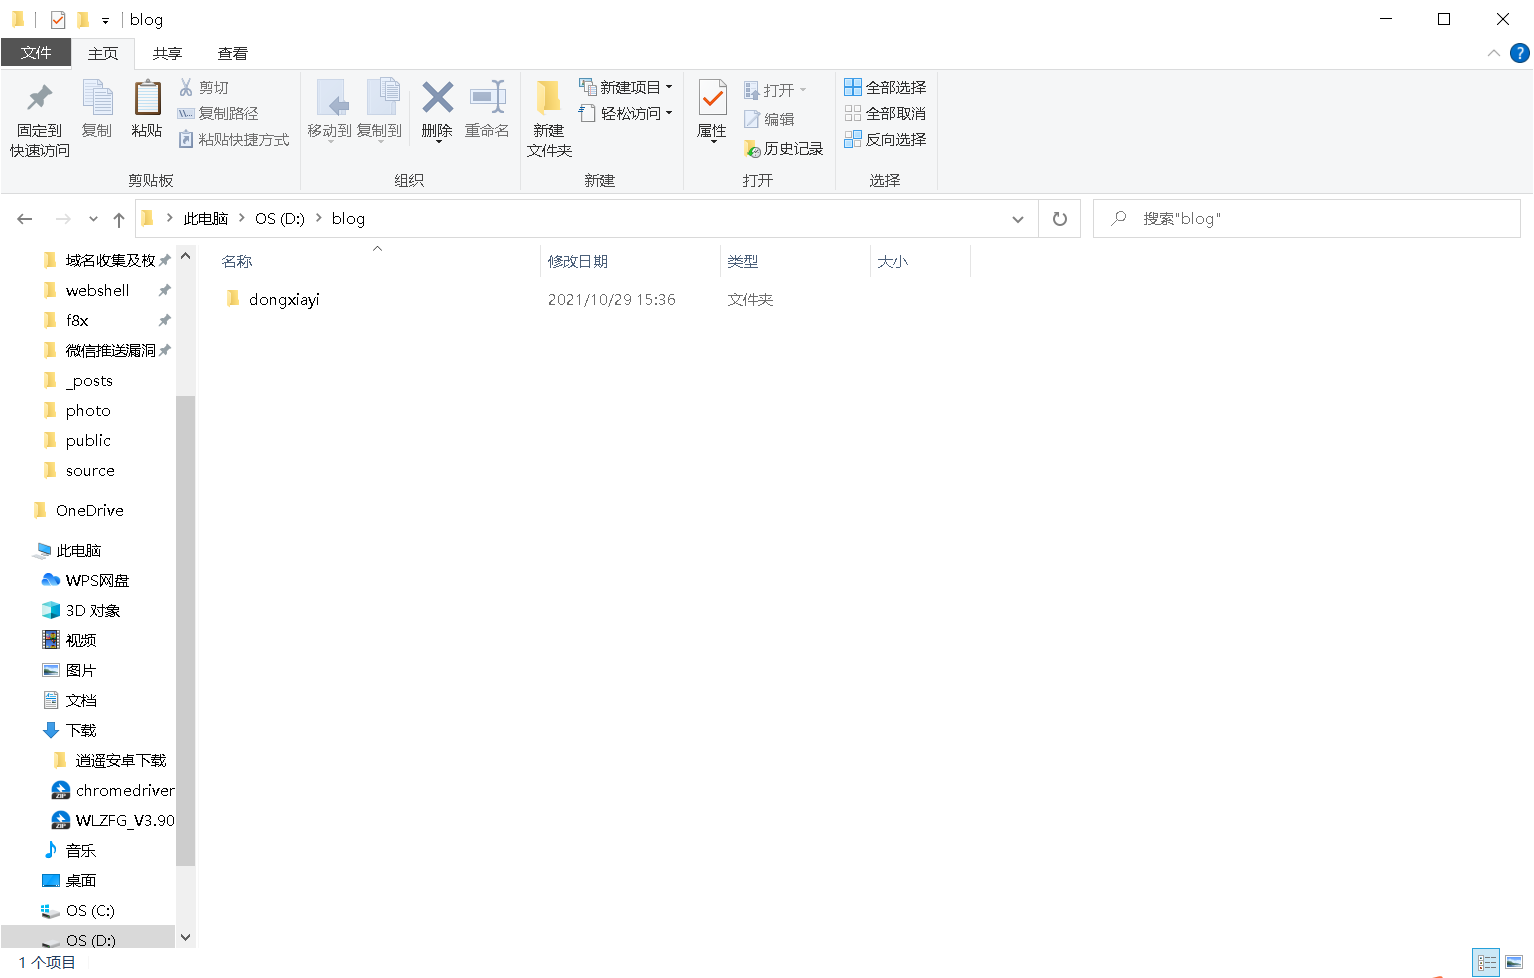 blog
文件 主页 共享 查看
固定到
快速访问
复制
粘贴
剪切
复制路径
粘贴快捷方式
剪贴板
移动到
复制到
删除
重命名
组织
新建
文件夹
新建项目
轻松访问
新建
属性
打开
编辑
历史记录
打开
全部选择
全部取消
反向选择
选择
此电脑 OS (D:) blog
搜索"blog"
名称 修改日期 类型 大小
dongxiayi 2021/10/29 15:36 文件夹
域名收集及枚
webshell
f8x
微信推送漏洞
_posts
photo
public
source
OneDrive
此电脑
WPS网盘
3D 对象
视频
图片
文档
下载
逍遥安卓下载
chromedriver
WLZFG_V3.90
音乐
桌面
OS (C:)
OS (D:)
1 个项目